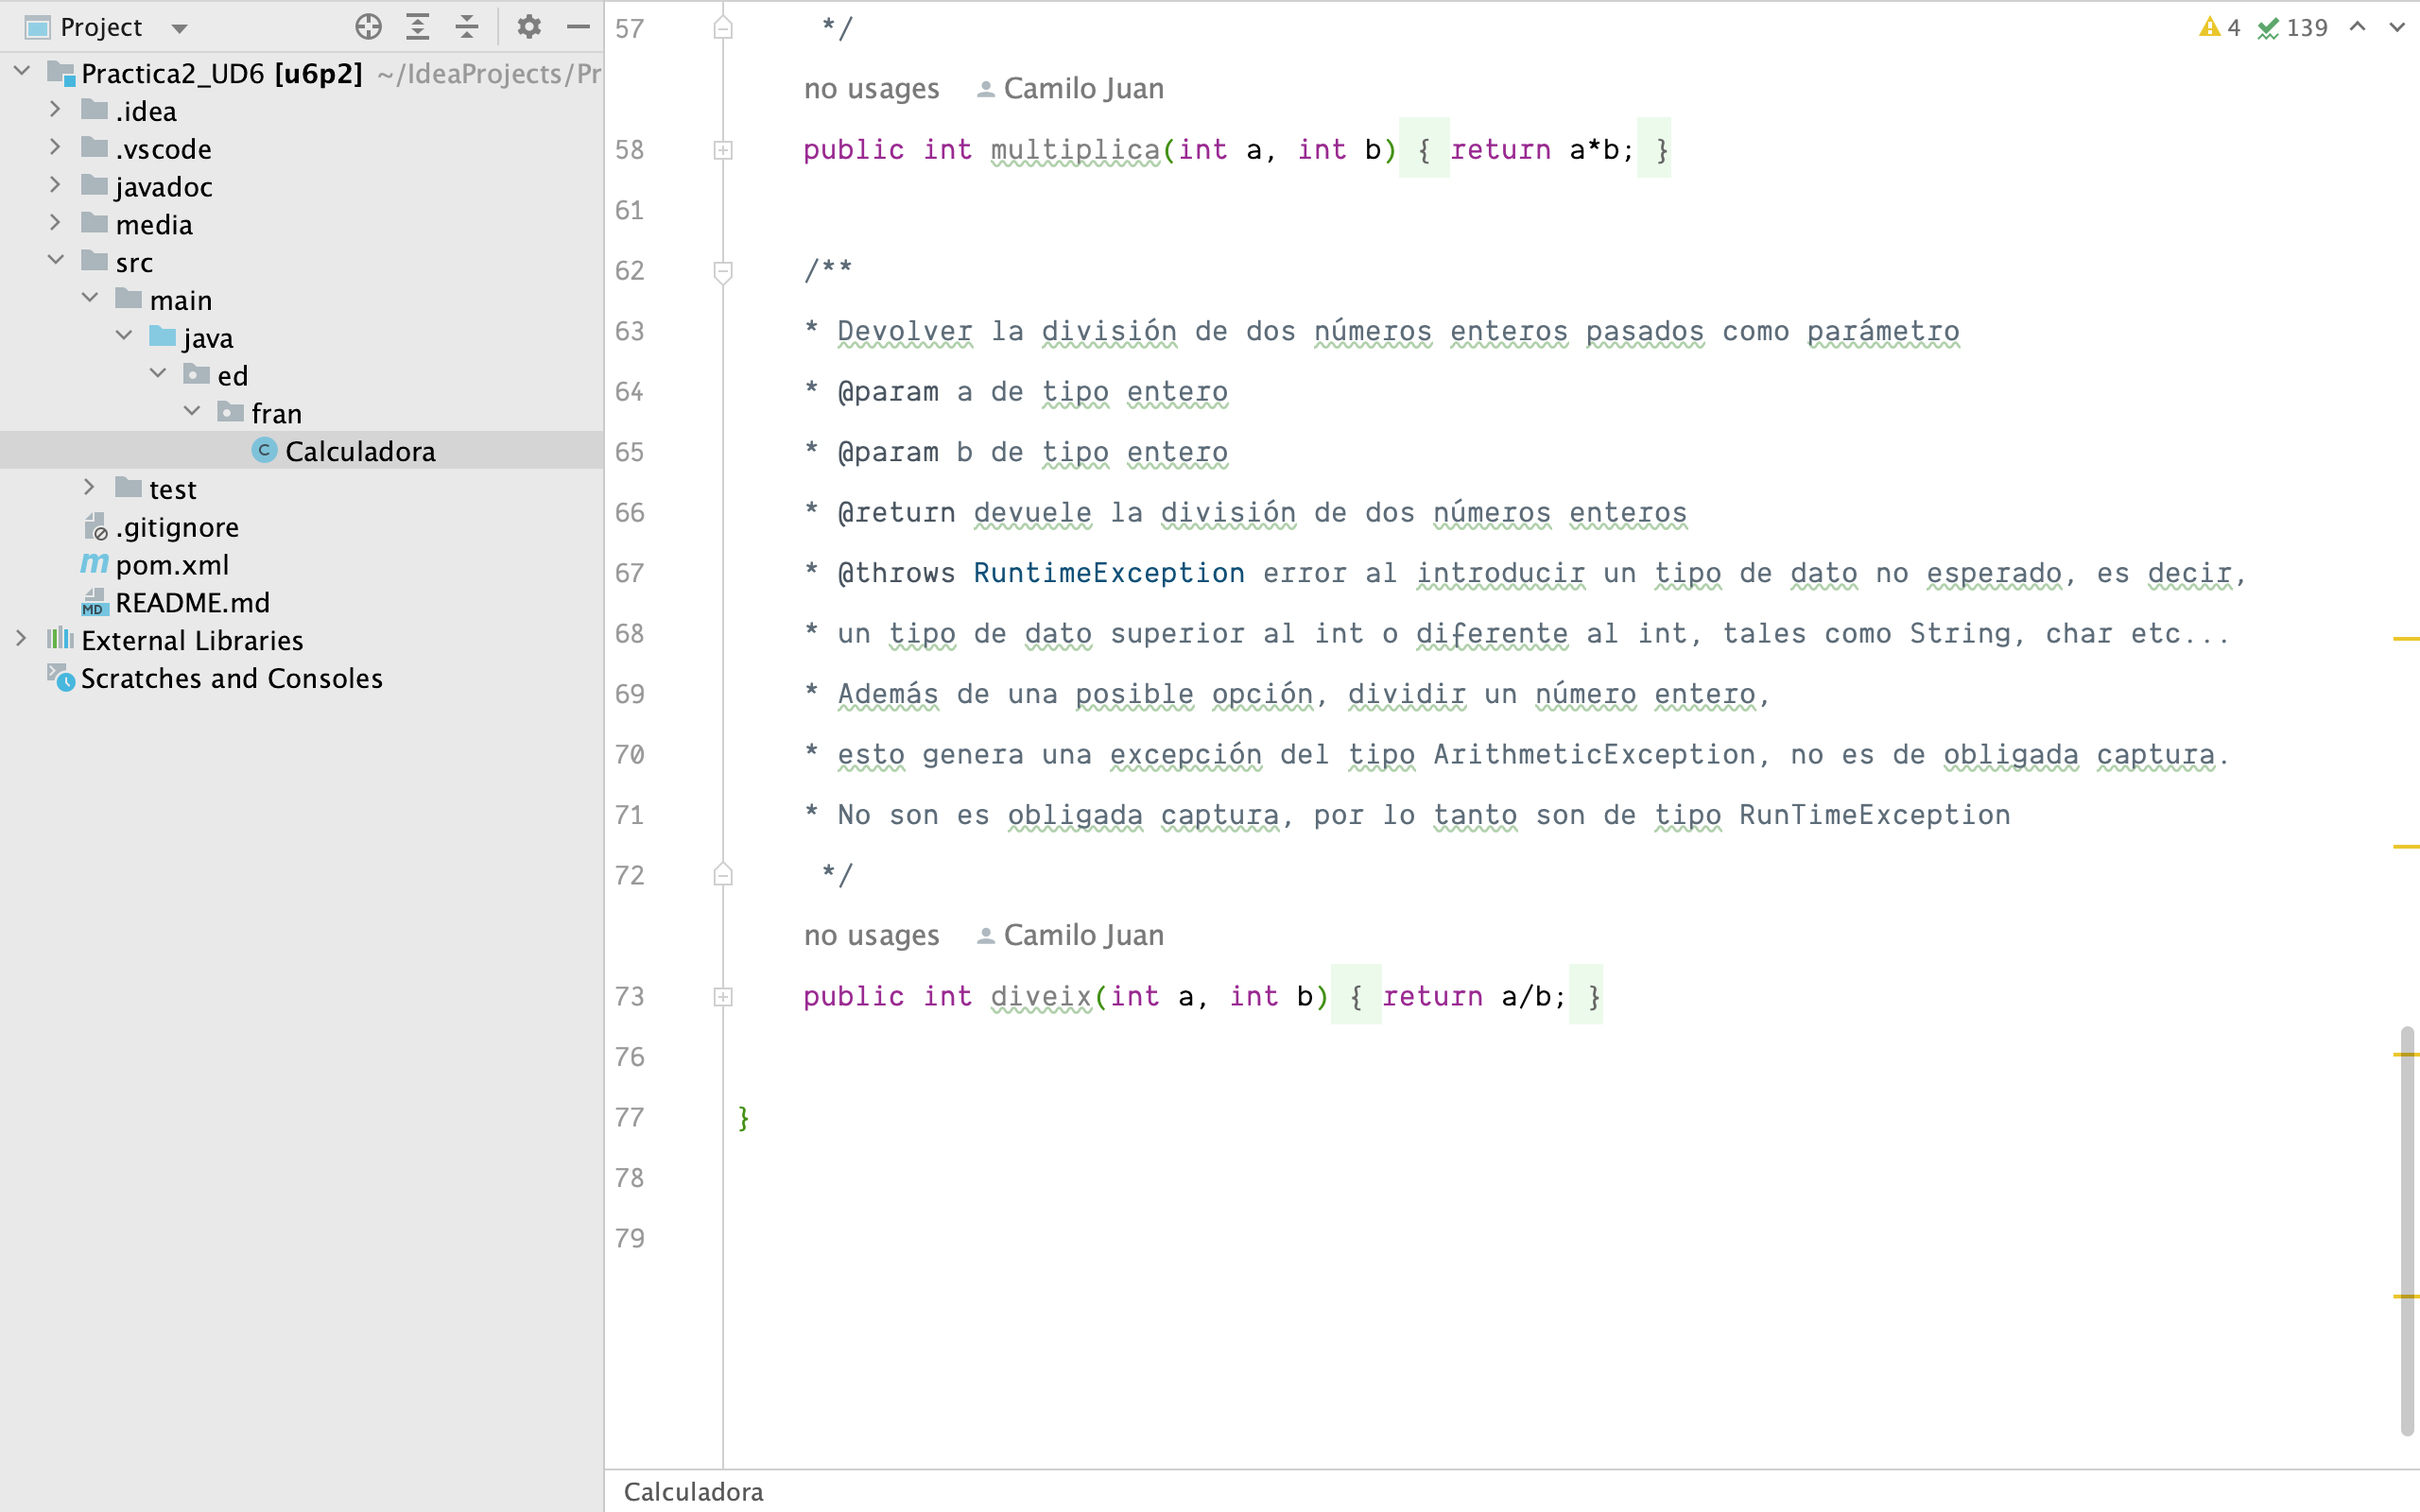 Project
Practica2_UD6 [u6p2] ~/IdeaProjects/Pr
.idea
.vscode
javadoc
media
src
main
java
ed
fran
C Calculadora
test
.gitignore
m pom.xml
MD README.md
External Libraries
Scratches and Consoles
4 139
57 */
no usages Camilo Juan
58 public int multiplica(int a, int b) { return a*b; }
61
62 /**
63 * Devolver la división de dos números enteros pasados como parámetro
64 * @param a de tipo entero
65 * @param b de tipo entero
66 * @return devuele la división de dos números enteros
67 * @throws RuntimeException error al introducir un tipo de dato no esperado, es decir,
68 * un tipo de dato superior al int o diferente al int, tales como String, char etc...
69 * Además de una posible opción, dividir un número entero,
70 * esto genera una excepción del tipo ArithmeticException, no es de obligada captura.
71 * No son es obligada captura, por lo tanto son de tipo RunTimeException
72 */
no usages Camilo Juan
73 public int diveix(int a, int b) { return a/b; }
76
77 }
78
79
Calculadora